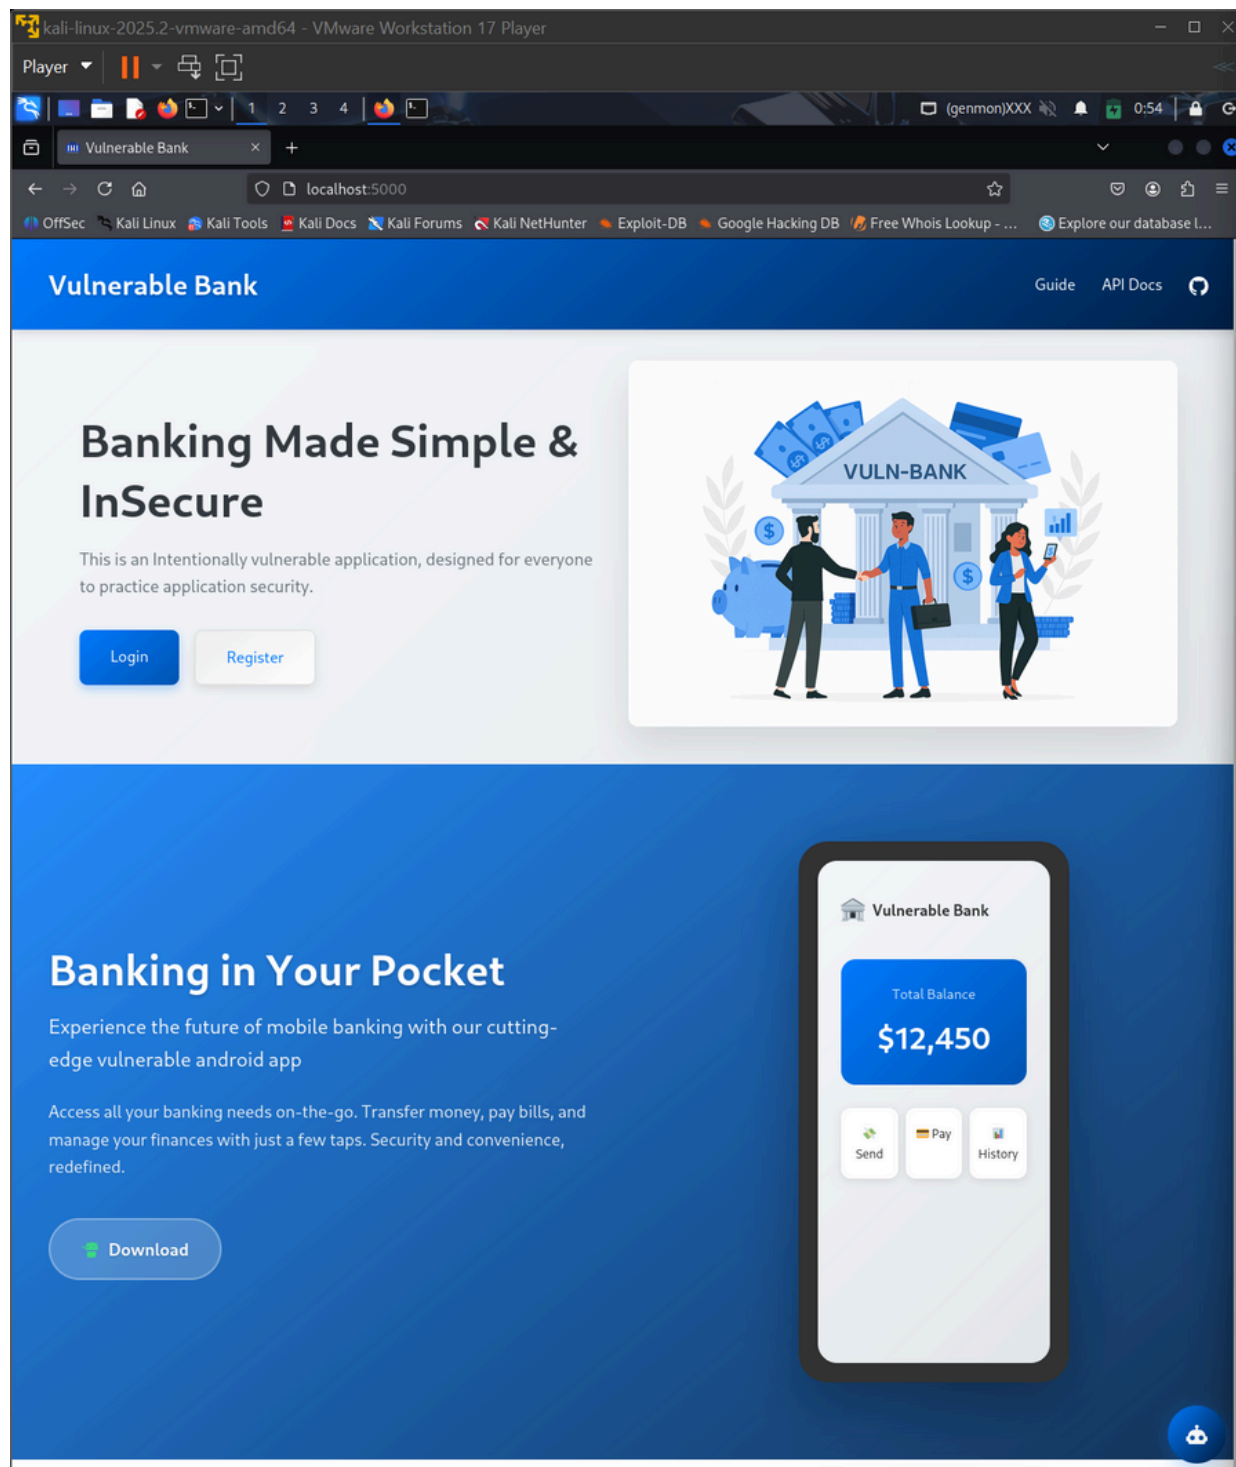 kali-linux-2025.2-vmware-amd64 - VMware Workstation 17 Player
Player
1 2 3 4
(genmon)XXX 0:54
Vulnerable Bank
localhost:5000
OffSec Kali Linux Kali Tools Kali Docs Kali Forums Kali NetHunter Exploit-DB Google Hacking DB Free Whois Lookup - ... Explore our database l...
Vulnerable Bank
Guide API Docs
Banking Made Simple &
InSecure
This is an Intentionally vulnerable application, designed for everyone
to practice application security.
Login Register
VULN-BANK
Banking in Your Pocket
Experience the future of mobile banking with our cutting-
edge vulnerable android app
Access all your banking needs on-the-go. Transfer money, pay bills, and
manage your finances with just a few taps. Security and convenience,
redefined.
Download
Vulnerable Bank
Total Balance
$12,450
Send
Pay
History